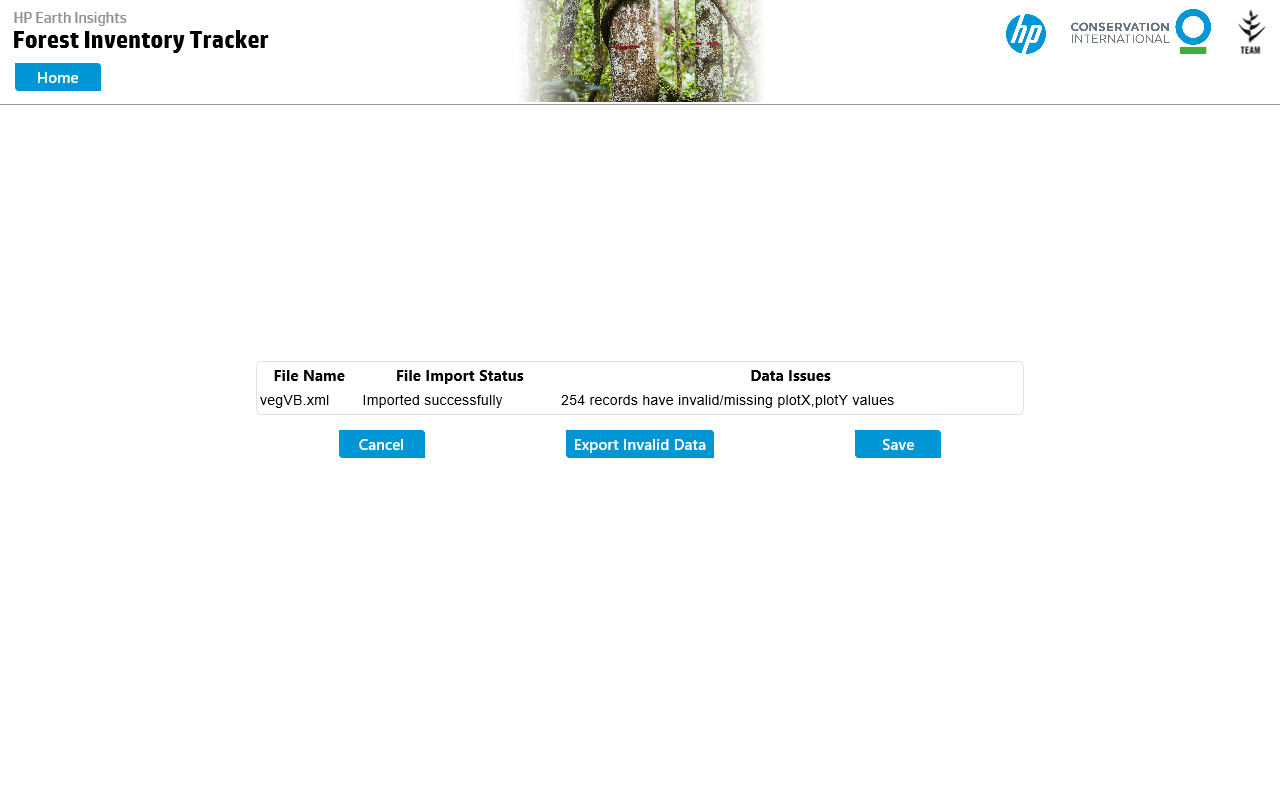 HP Earth Insights
Forest Inventory Tracker
Home
hp
CONSERVATION
INTERNATIONAL
TEAM
File Name File Import Status Data Issues
vegVB.xml Imported successfully 254 records have invalid/missing plotX,plotY values
Cancel Export Invalid Data Save